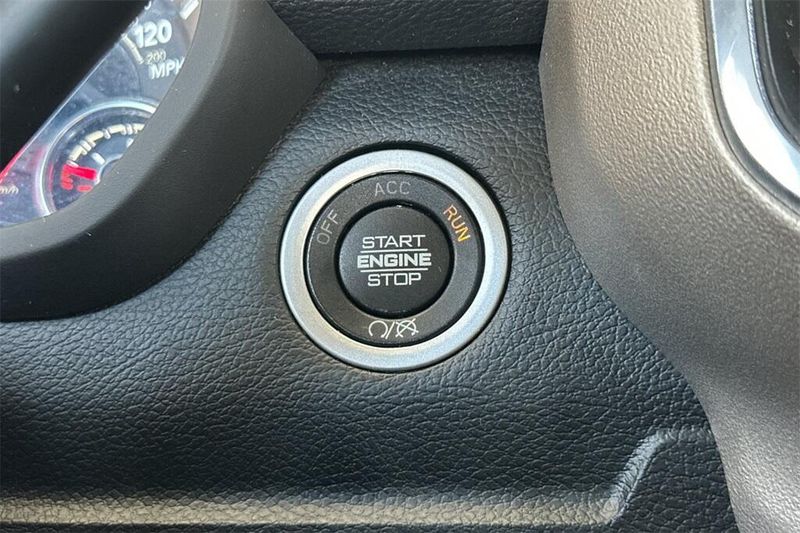 120
200
MPH
OFF
ACC
RUN
START
ENGINE
STOP